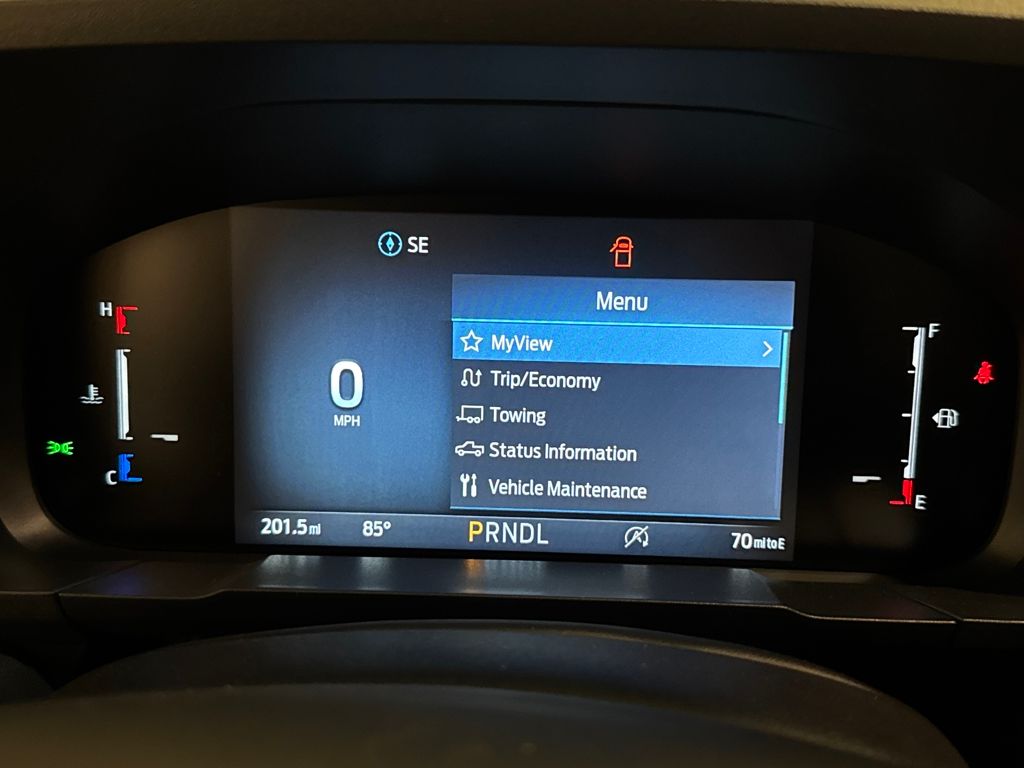 SE
H
F
Menu
MyView
Trip/Economy
0
MPH
Towing
Status Information
C
Vehicle Maintenance
E
201.5 mi 85° PRNDL 70 mi to E